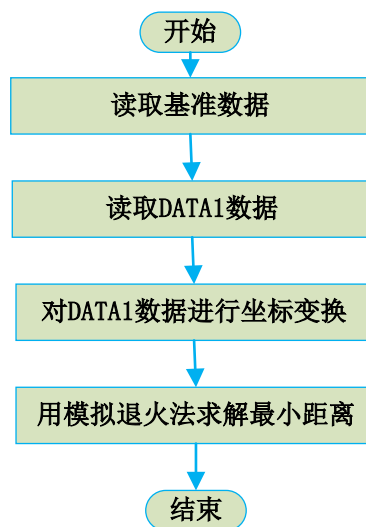 开始
读取基准数据
读取DATA1数据
对DATA1数据进行坐标变换
用模拟退火法求解最小距离
结束